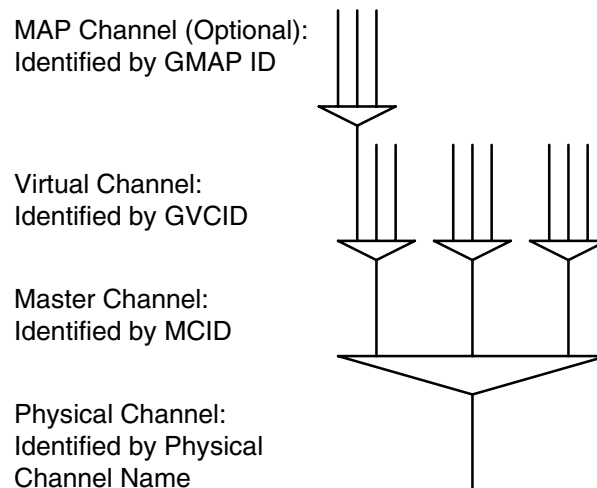 MAP Channel (Optional):
Identified by GMAP ID
Virtual Channel:
Identified by GVCID
Master Channel:
Identified by MCID
Physical Channel:
Identified by Physical
Channel Name